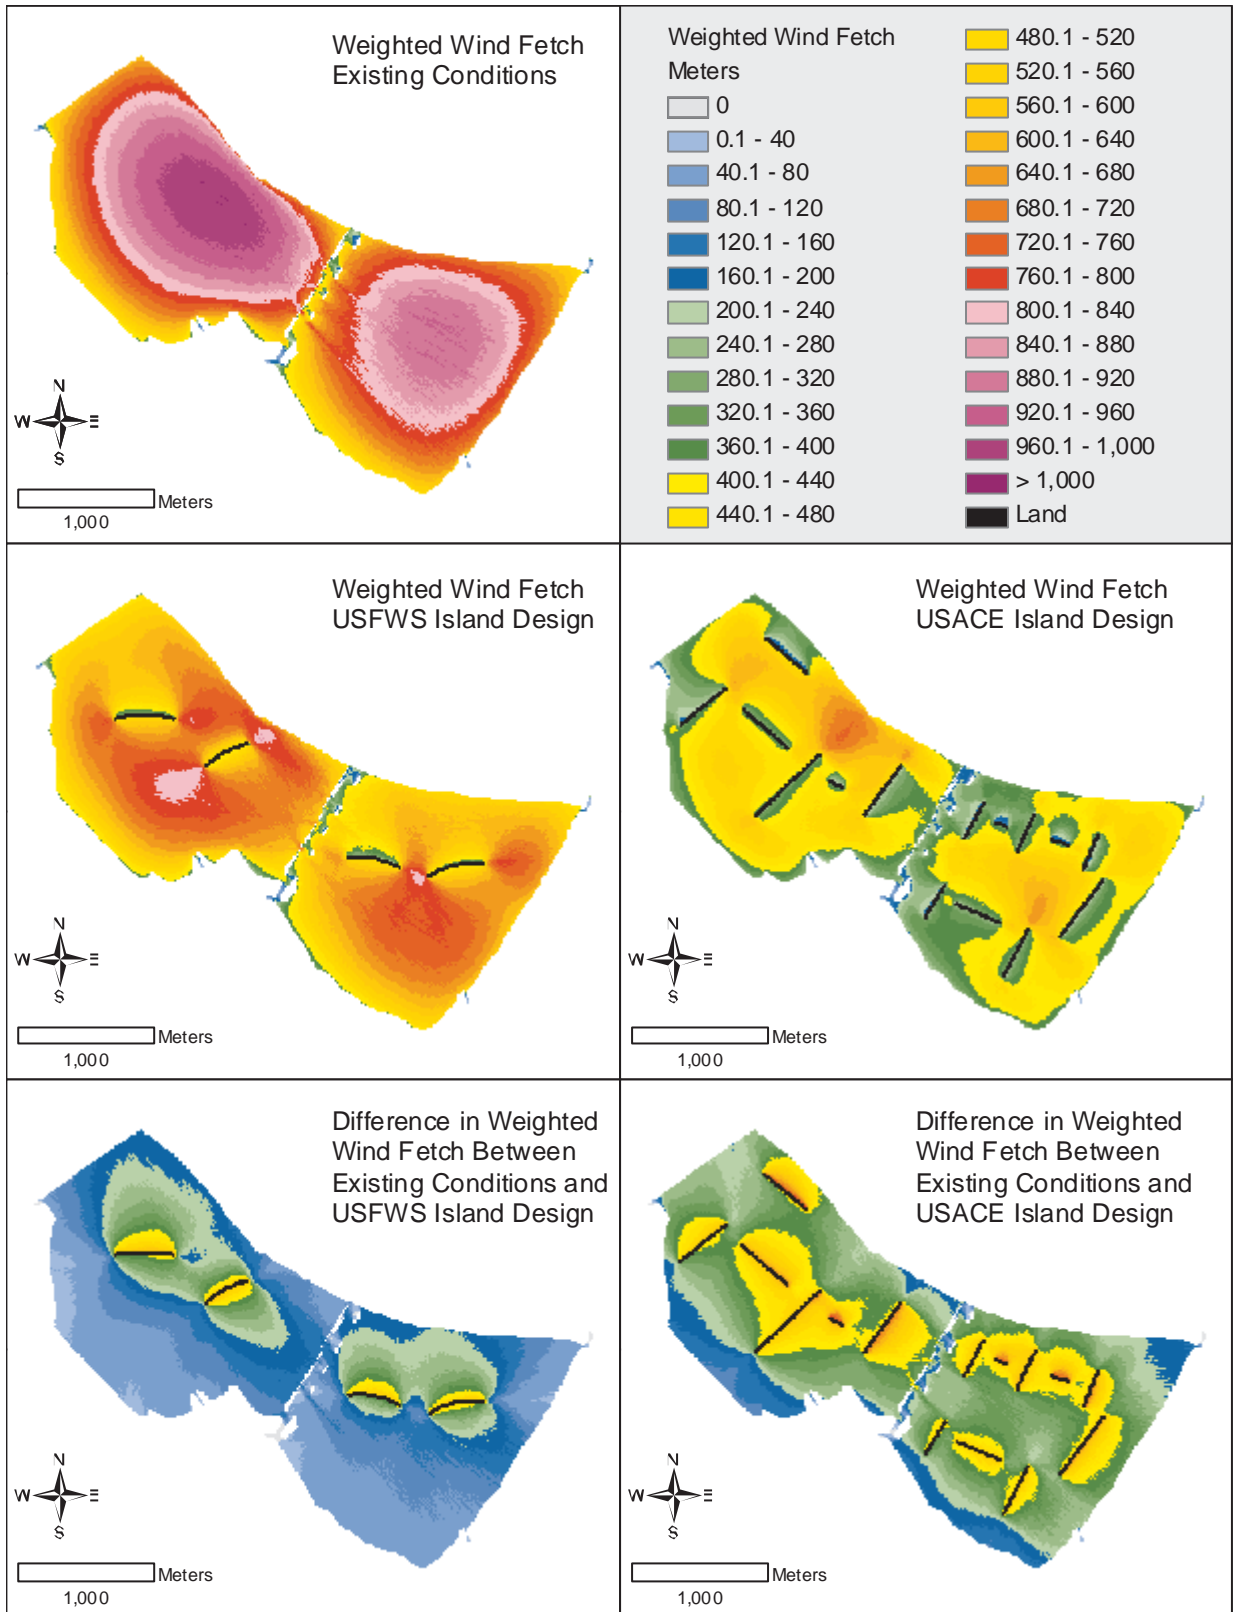 Weighted Wind Fetch
Existing Conditions
N
W
E
S
Meters
1,000
Weighted Wind Fetch
Meters
0
0.1 - 40
40.1 - 80
80.1 - 120
120.1 - 160
160.1 - 200
200.1 - 240
240.1 - 280
280.1 - 320
320.1 - 360
360.1 - 400
400.1 - 440
440.1 - 480
480.1 - 520
520.1 - 560
560.1 - 600
600.1 - 640
640.1 - 680
680.1 - 720
720.1 - 760
760.1 - 800
800.1 - 840
840.1 - 880
880.1 - 920
920.1 - 960
960.1 - 1,000
> 1,000
Land
Weighted Wind Fetch
USFWS Island Design
N
W
E
S
Meters
1,000
Weighted Wind Fetch
USACE Island Design
N
W
E
S
Meters
1,000
Difference in Weighted
Wind Fetch Between
Existing Conditions and
USFWS Island Design
N
W
E
S
Meters
1,000
Difference in Weighted
Wind Fetch Between
Existing Conditions and
USACE Island Design
N
W
E
S
Meters
1,000